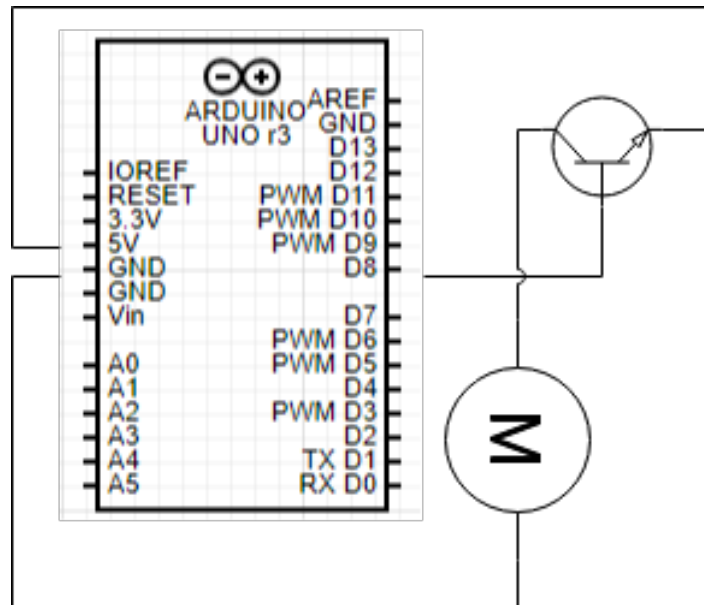 ARDUINO
UNO r3
AREF
GND
D13
D12
PWM D11
PWM D10
PWM D9
D8
D7
PWM D6
PWM D5
D4
PWM D3
D2
TX D1
RX D0
IOREF
RESET
3.3V
5V
GND
GND
Vin
A0
A1
A2
A3
A4
A5
M